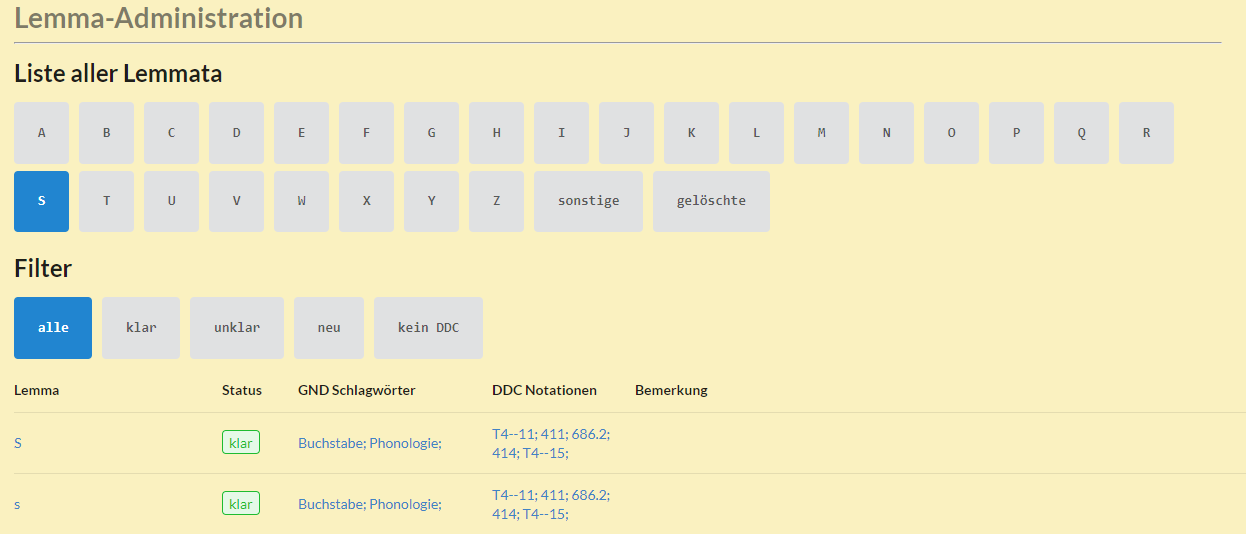 Lemma-Administration
Liste aller Lemmata
A B C D E F G H I J K L M N O P Q R
S T U V W X Y Z sonstige gelöschte
Filter
alle klar unklar neu kein DDC
Lemma Status GND Schlagwörter DDC Notationen Bemerkung
S klar Buchstabe; Phonologie; T4--11; 411; 686.2;
414; T4--15;
s klar Buchstabe; Phonologie; T4--11; 411; 686.2;
414; T4--15;